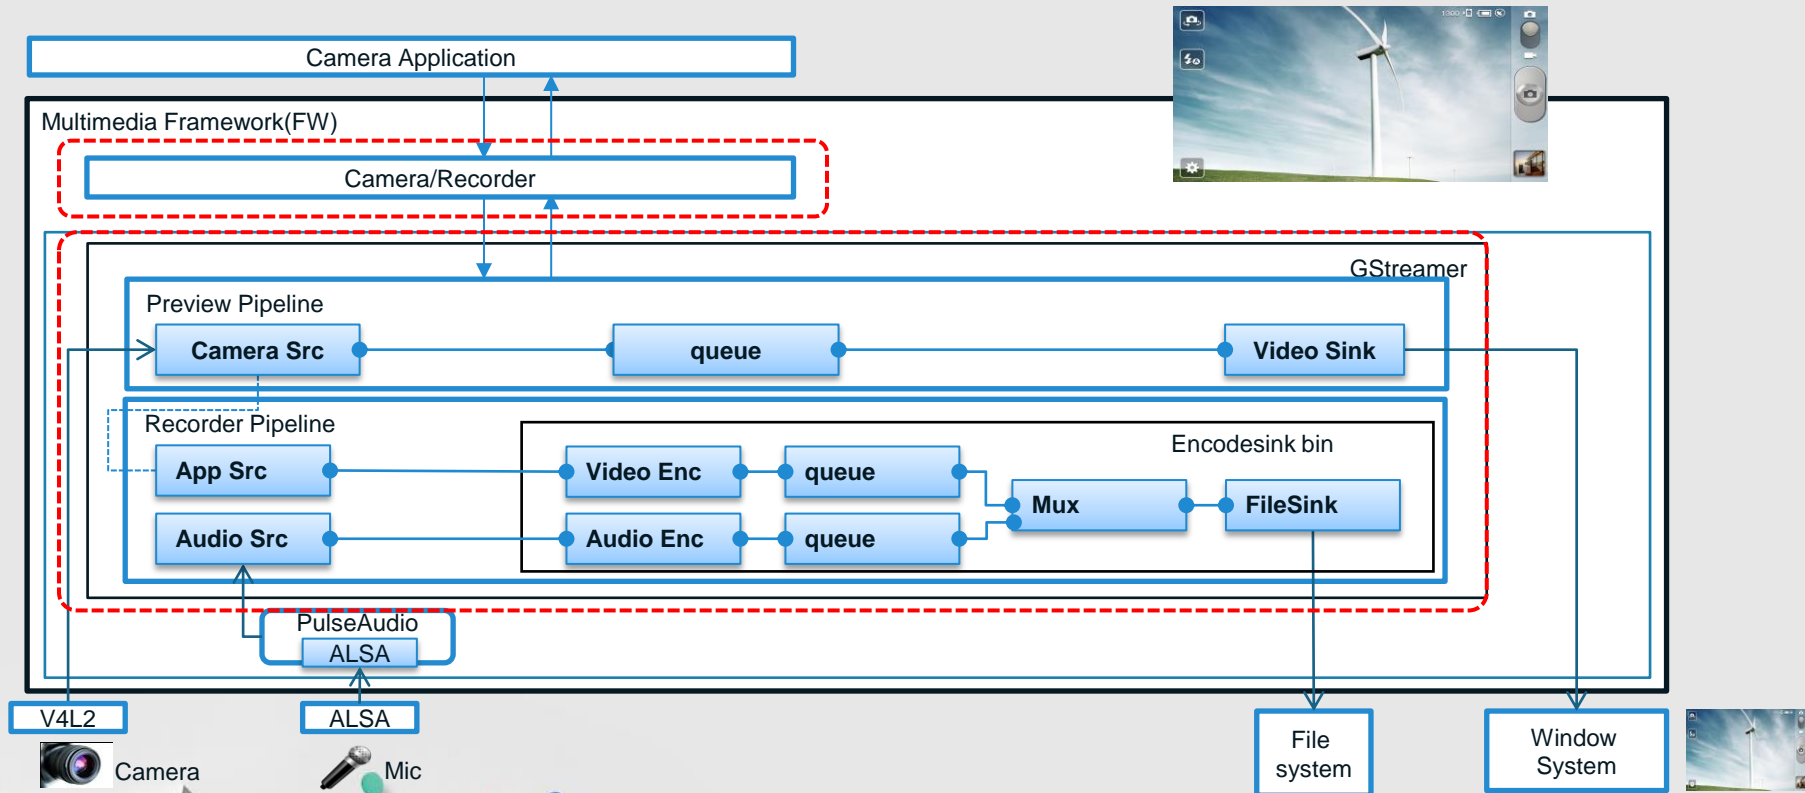 Camera Application
Multimedia Framework(FW)
Camera/Recorder
GStreamer
Preview Pipeline
Camera Src
queue
Video Sink
Recorder Pipeline
Encodesink bin
App Src
Video Enc
queue
Mux
FileSink
Audio Src
Audio Enc
queue
PulseAudio
ALSA
V4L2
ALSA
File
system
Window
System
Camera
Mic